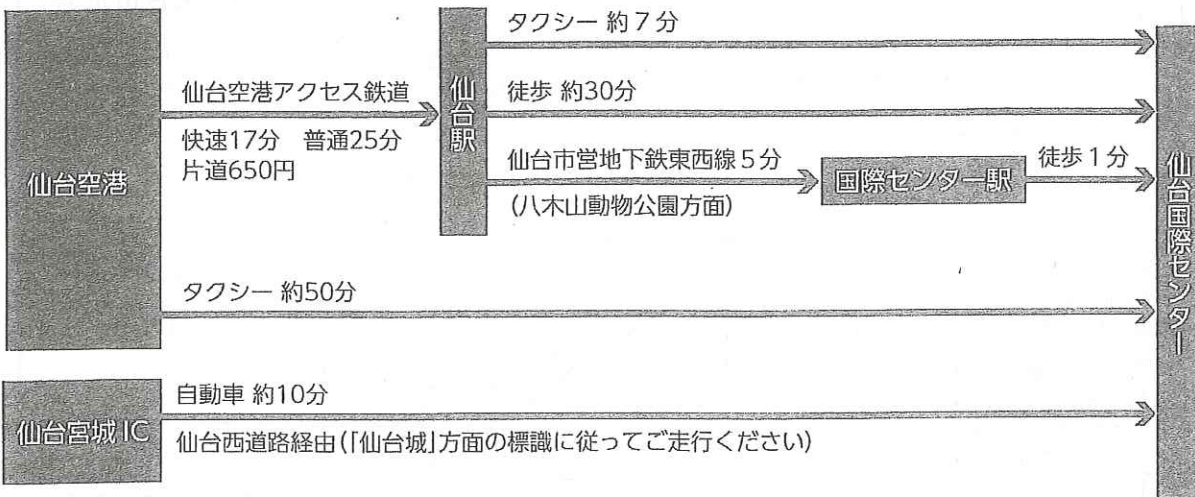 仙台空港
仙台空港アクセス鉄道
快速17分　普通25分
片道650円
仙台駅
タクシー 約7分
徒歩 約30分
仙台市営地下鉄東西線5分
(八木山動物公園方面)
国際センター駅
徒歩1分
タクシー 約50分
仙台宮城 IC
自動車 約10分
仙台西道路経由(「仙台城」方面の標識に従ってご走行ください)
仙台国際センター